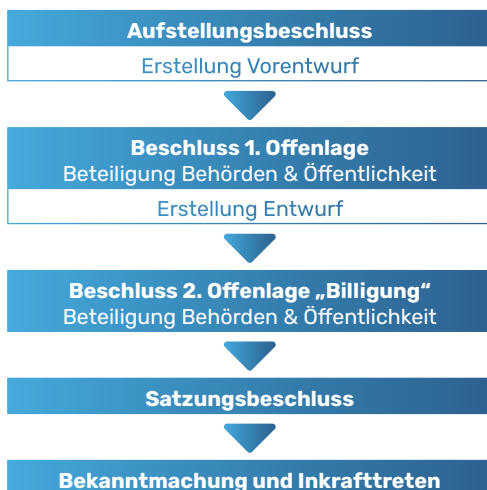 Aufstellungsbeschluss
Erstellung Vorentwurf
Beschluss 1. Offenlage
Beteiligung Behörden & Öffentlichkeit
Erstellung Entwurf
Beschluss 2. Offenlage „Billigung“
Beteiligung Behörden & Öffentlichkeit
Satzungsbeschluss
Bekanntmachung und Inkrafttreten